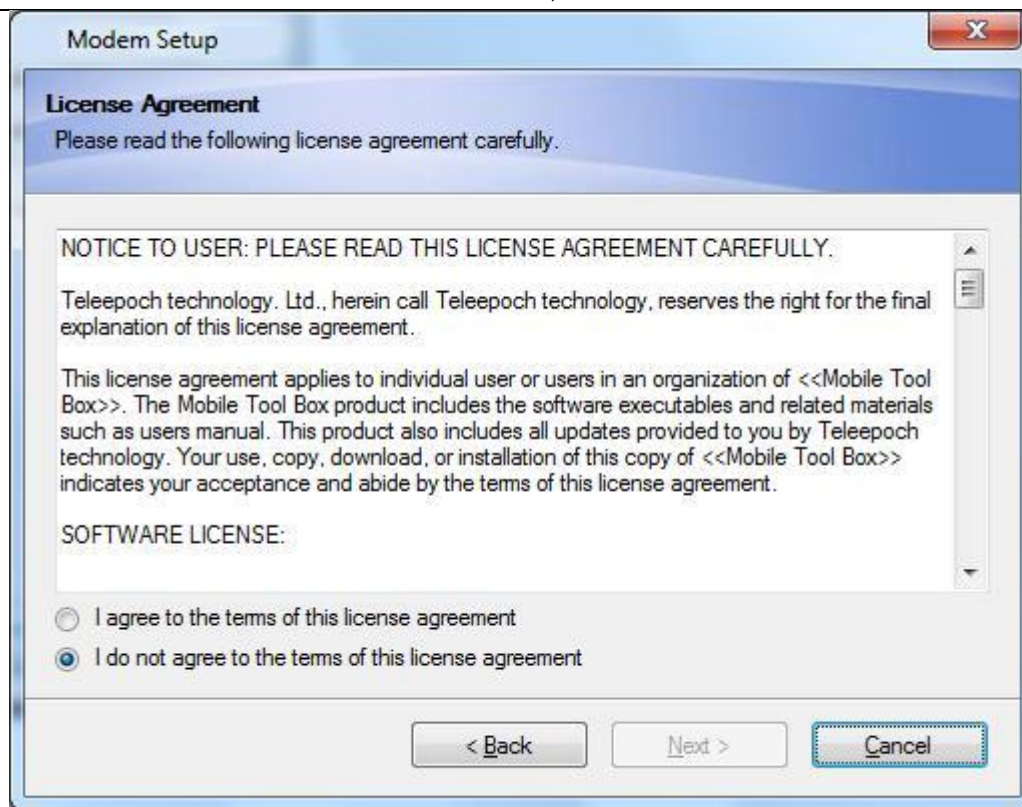 Modem Setup
License Agreement
Please read the following license agreement carefully.
NOTICE TO USER: PLEASE READ THIS LICENSE AGREEMENT CAREFULLY.
Teleepoch technology. Ltd., herein call Teleepoch technology, reserves the right for the final
explanation of this license agreement.
This license agreement applies to individual user or users in an organization of <<Mobile Tool
Box>>. The Mobile Tool Box product includes the software executables and related materials
such as users manual. This product also includes all updates provided to you by Teleepoch
technology. Your use, copy, download, or installation of this copy of <<Mobile Tool Box>>
indicates your acceptance and abide by the terms of this license agreement.
SOFTWARE LICENSE:
I agree to the terms of this license agreement
I do not agree to the terms of this license agreement
< Back
Next >
Cancel